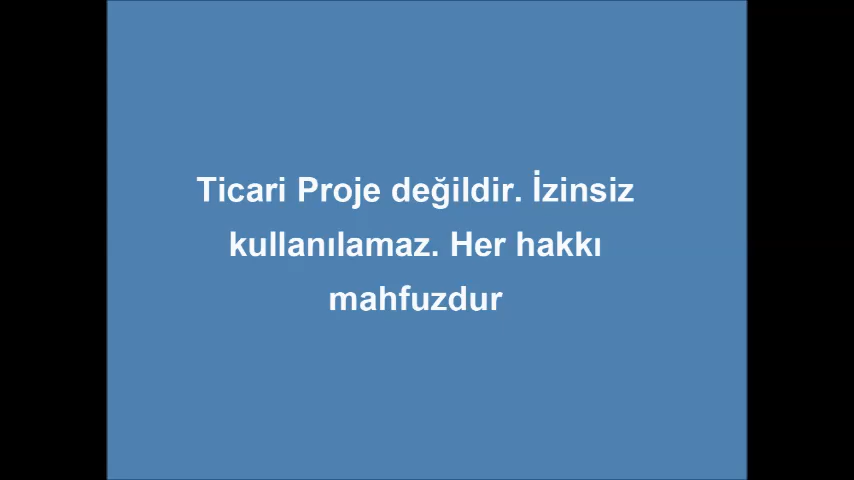 Ticari Proje değildir. İzinsiz
kullanılamaz. Her hakkı
mahfuzdur